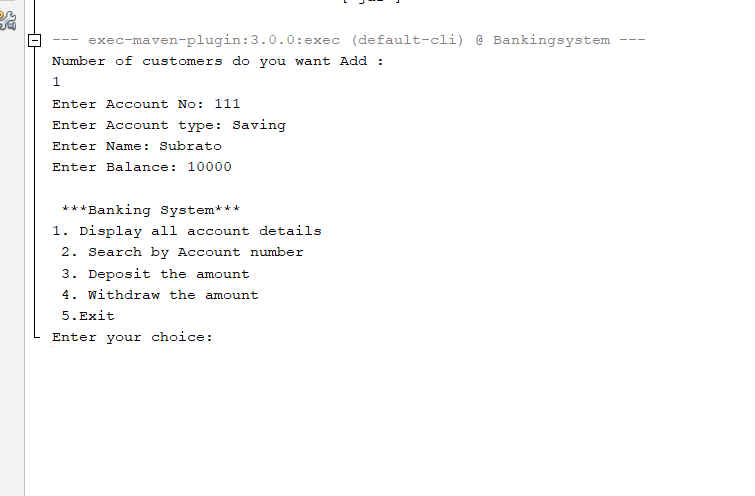 --- exec-maven-plugin:3.0.0:exec (default-cli) @ Bankingsystem ---
Number of customers do you want Add :
1
Enter Account No: 111
Enter Account type: Saving
Enter Name: Subrato
Enter Balance: 10000
***Banking System***
1. Display all account details
2. Search by Account number
3. Deposit the amount
4. Withdraw the amount
5.Exit
Enter your choice: